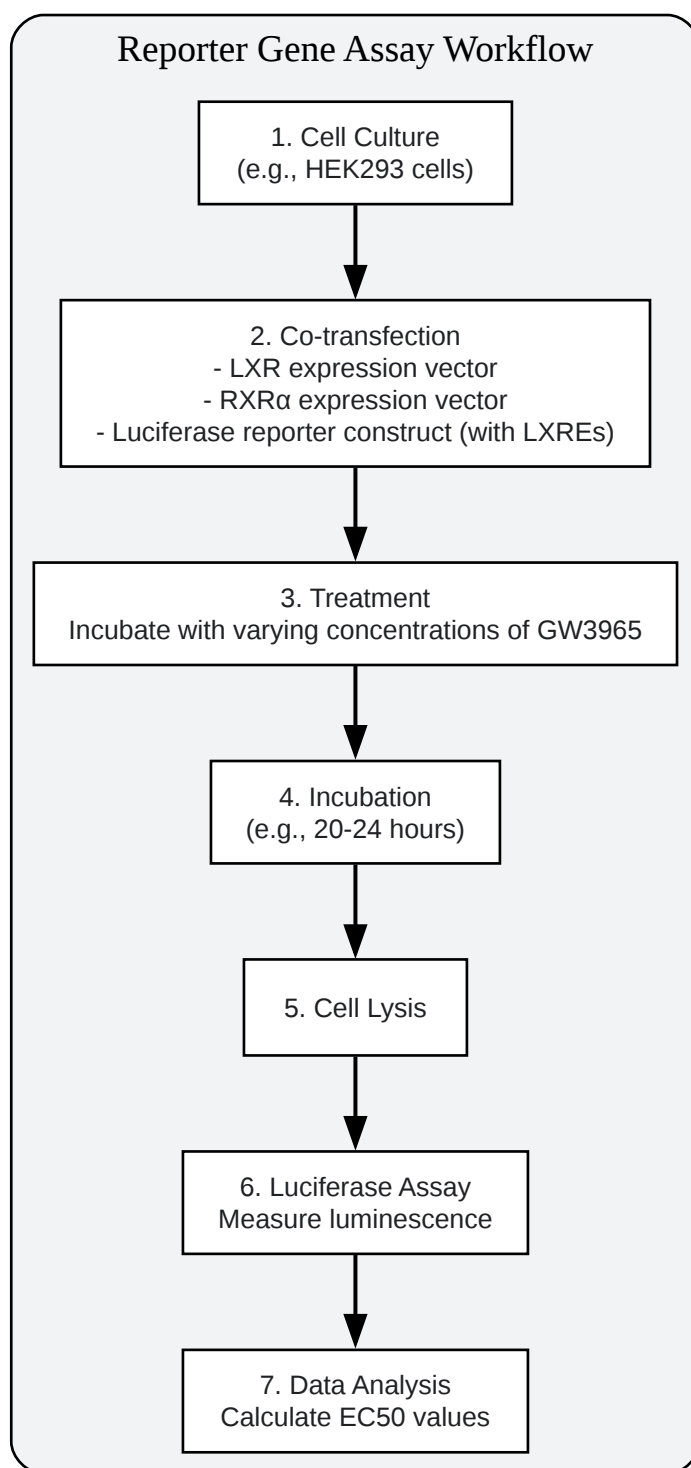 Reporter Gene Assay Workflow
1. Cell Culture
(e.g., HEK293 cells)
2. Co-transfection
- LXR expression vector
- RXRα expression vector
- Luciferase reporter construct (with LXREs)
3. Treatment
Incubate with varying concentrations of GW3965
4. Incubation
(e.g., 20-24 hours)
5. Cell Lysis
6. Luciferase Assay
Measure luminescence
7. Data Analysis
Calculate EC50 values